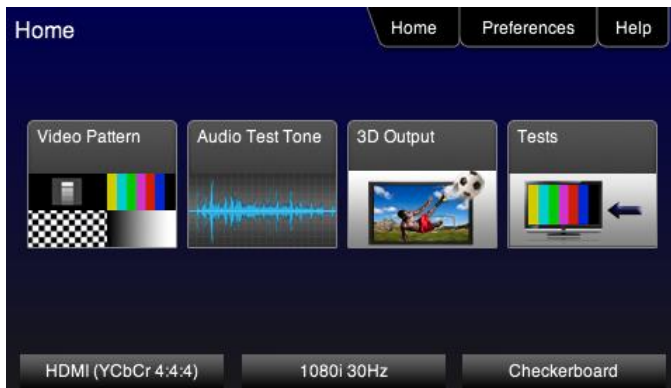 Home
Home
Preferences
Help
Video Pattern
Audio Test Tone
3D Output
Tests
HDMI (YCbCr 4:4:4)
1080i 30Hz
Checkerboard